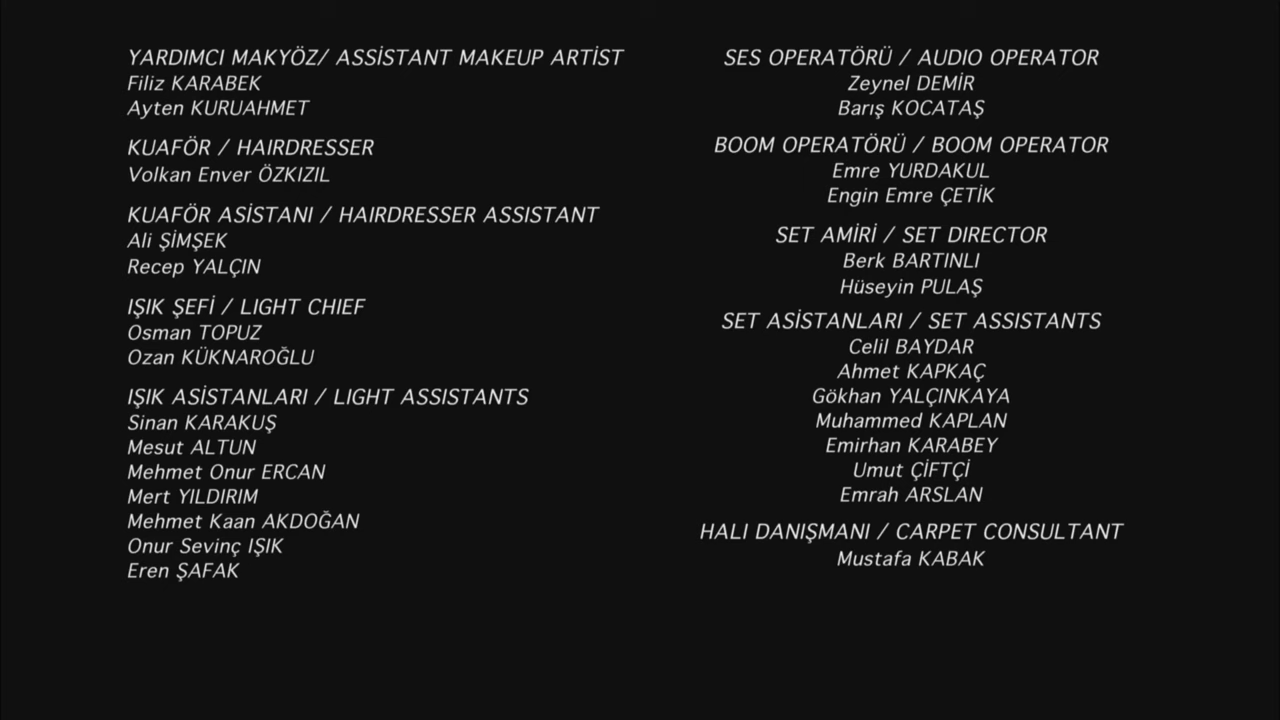 YARDIMCI MAKYÖZ/ ASSİSTANT MAKEUP ARTİST
Filiz KARABEK
Ayten KURUAHMET
KUAFÖR / HAIRDRESSER
Volkan Enver ÖZKIZIL
KUAFÖR ASİSTANI / HAIRDRESSER ASSISTANT
Ali ŞİMŞEK
Recep YALÇIN
IŞIK ŞEFİ / LIGHT CHIEF
Osman TOPUZ
Ozan KÜKNAROĞLU
IŞIK ASİSTANLARI / LIGHT ASSISTANTS
Sinan KARAKUŞ
Mesut ALTUN
Mehmet Onur ERCAN
Mert YILDIRIM
Mehmet Kaan AKDOĞAN
Onur Sevinç IŞIK
Eren ŞAFAK
SES OPERATÖRÜ / AUDIO OPERATOR
Zeynel DEMİR
Barış KOCATAŞ
BOOM OPERATÖRÜ / BOOM OPERATOR
Emre YURDAKUL
Engin Emre ÇETİK
SET AMİRİ / SET DIRECTOR
Berk BARTINLI
Hüseyin PULAŞ
SET ASİSTANLARI / SET ASSISTANTS
Celil BAYDAR
Ahmet KAPKAÇ
Gökhan YALÇINKAYA
Muhammed KAPLAN
Emirhan KARABEY
Umut ÇİFTÇİ
Emrah ARSLAN
HALI DANIŞMANI / CARPET CONSULTANT
Mustafa KABAK